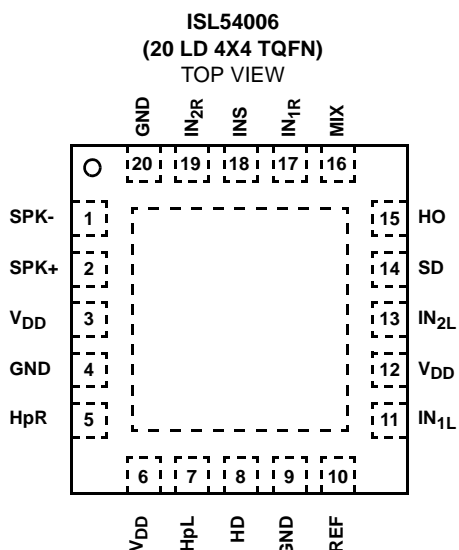 ISL54006
(20 LD 4X4 TQFN)
TOP VIEW
GND IN2R INS IN1R MIX
20 19 18 17 16
SPK- 1 15 HO
SPK+ 2 14 SD
VDD 3 13 IN2L
GND 4 12 VDD
HpR 5 11 IN1L
6 7 8 9 10
VDD HpL HD GND REF